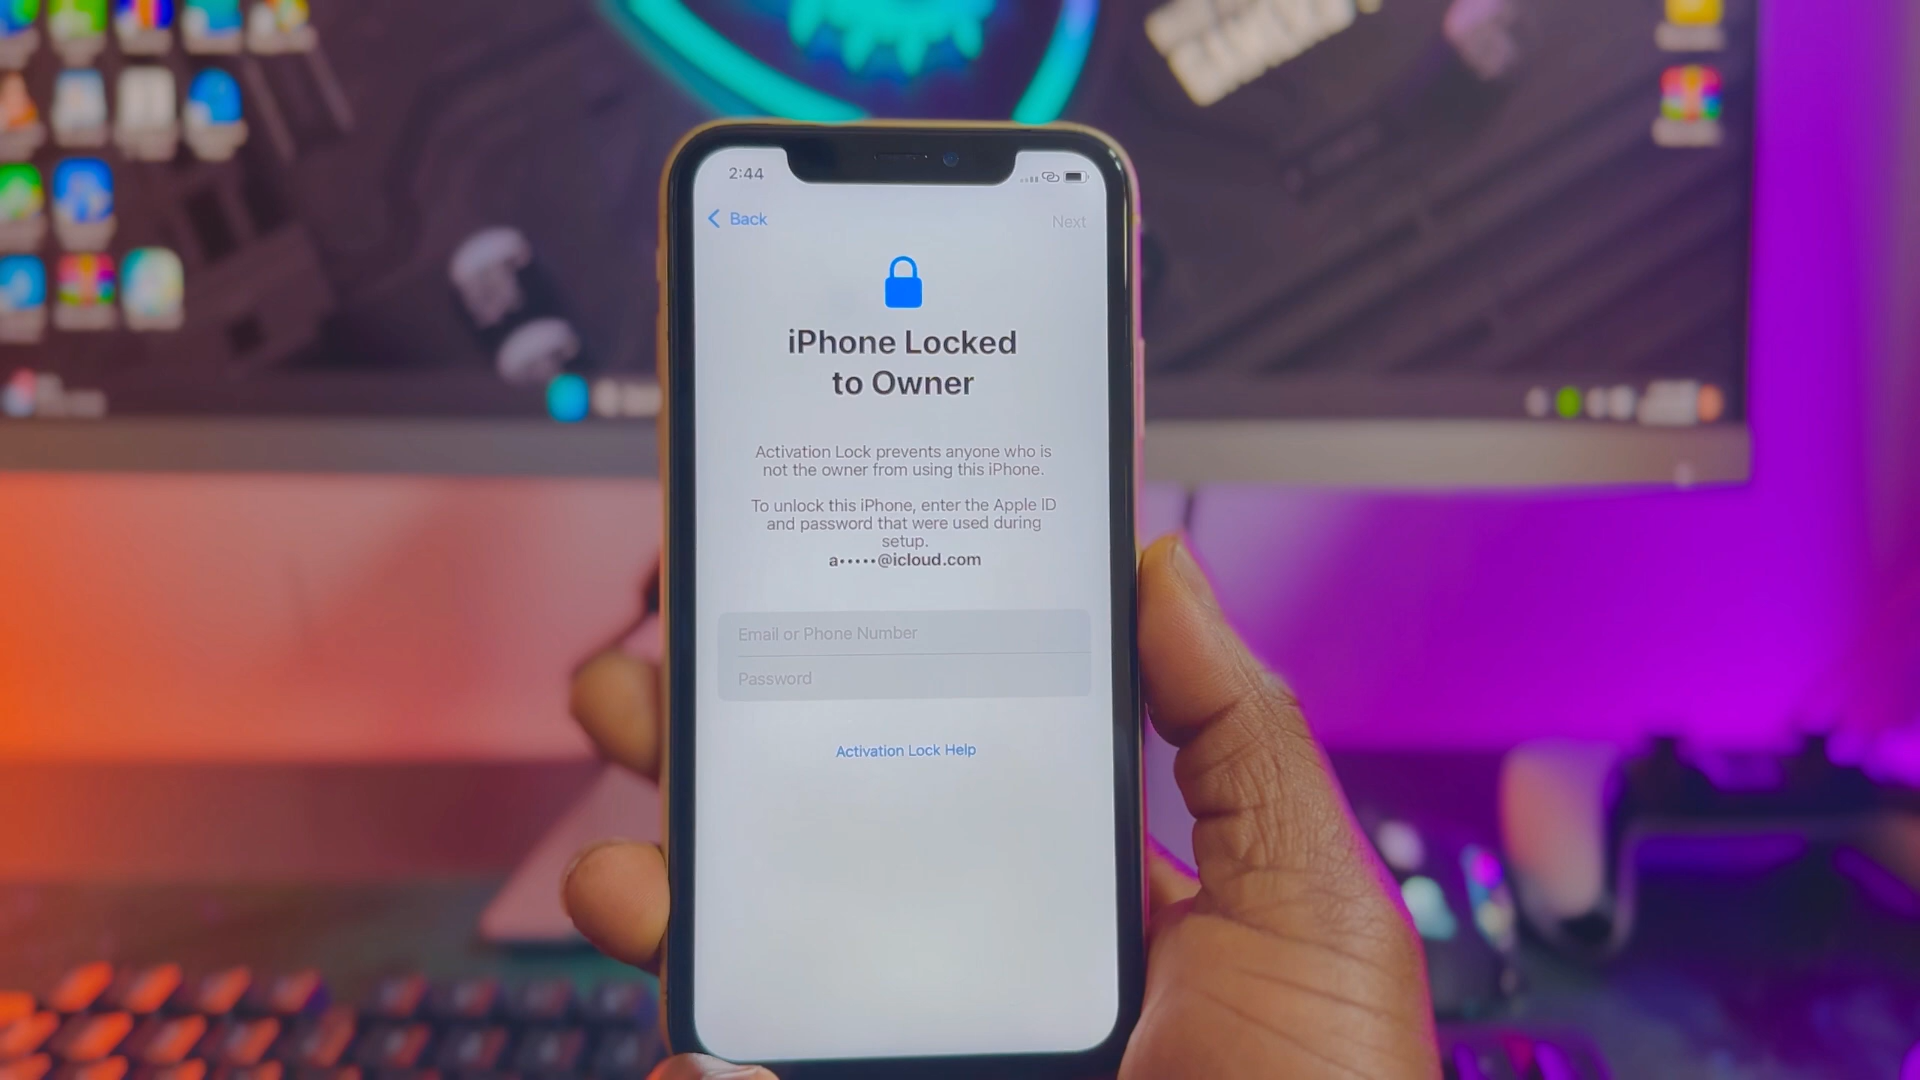 2:44
Back
Next
iPhone Locked
to Owner
Activation Lock prevents anyone who is
not the owner from using this iPhone.
To unlock this iPhone, enter the Apple ID
and password that were used during
setup.
a•••••@icloud.com
Email or Phone Number
Password
Activation Lock Help